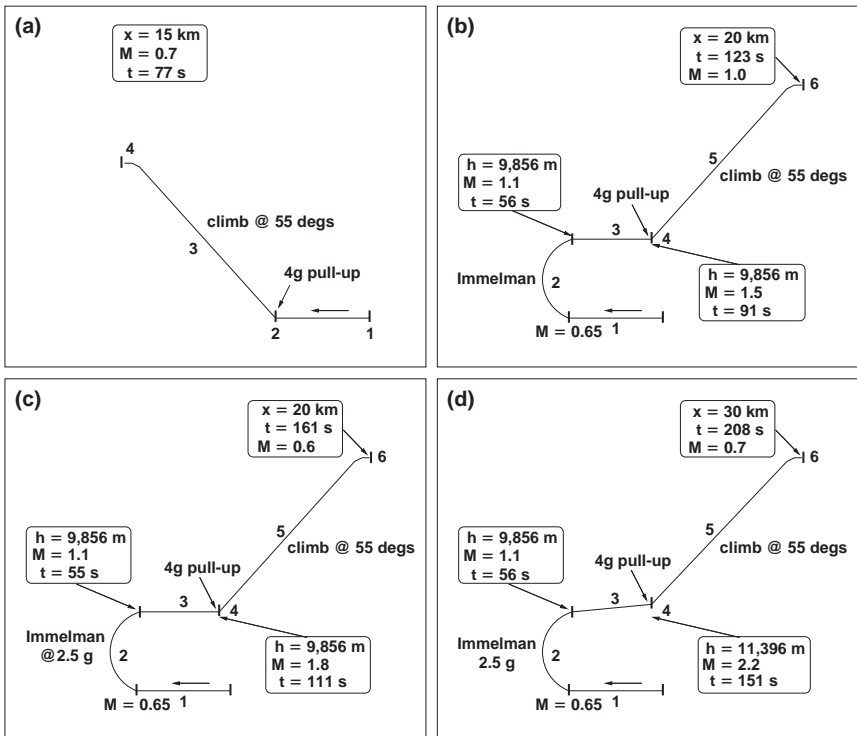 (a)
x = 15 km
M = 0.7
t = 77 s
4
climb @ 55 degs
3
4g pull-up
2
1
(b)
x = 20 km
t = 123 s
M = 1.0
6
5
climb @ 55 degs
h = 9,856 m
M = 1.1
t = 56 s
4g pull-up
3
4
Immelman
2
h = 9,856 m
M = 1.5
t = 91 s
M = 0.65
1
(c)
x = 20 km
t = 161 s
M = 0.6
6
5
climb @ 55 degs
h = 9,856 m
M = 1.1
t = 55 s
4g pull-up
3
4
Immelman
@2.5 g
2
h = 9,856 m
M = 1.8
t = 111 s
M = 0.65
1
(d)
x = 30 km
t = 208 s
M = 0.7
6
5
climb @ 55 degs
h = 9,856 m
M = 1.1
t = 56 s
4g pull-up
3
4
Immelman
2.5 g
2
h = 11,396 m
M = 2.2
t = 151 s
M = 0.65
1